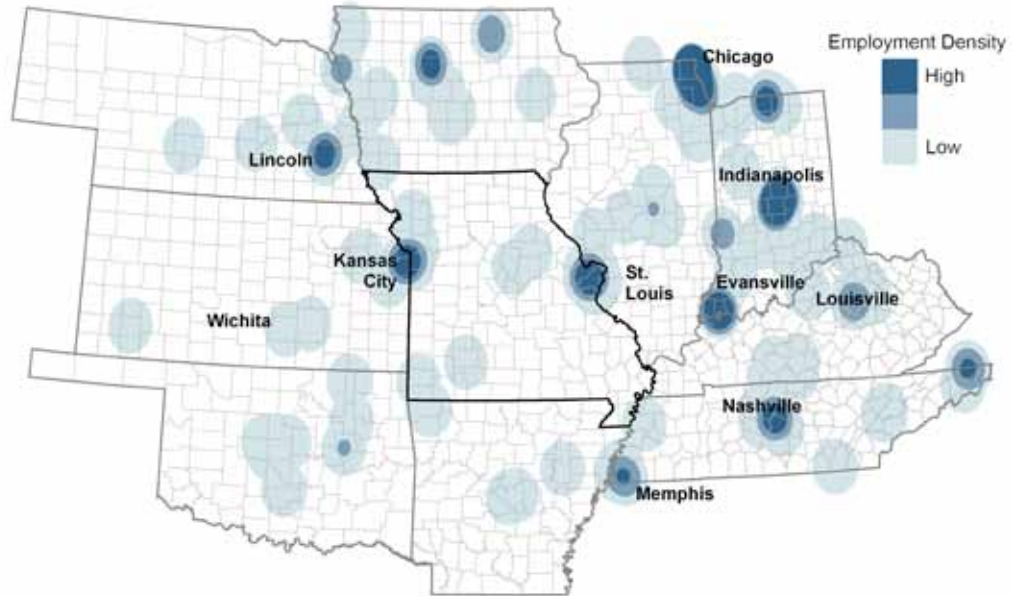 Chicago
Employment Density
High
Low
Lincoln
Indianapolis
Kansas
City
St.
Louis
Evansville
Louisville
Wichita
Nashville
Memphis